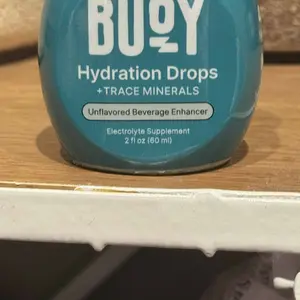 BUOY
Hydration Drops
+TRACE MINERALS
Unflavored Beverage Enhancer
Electrolyte Supplement
2 fl oz (60 ml)